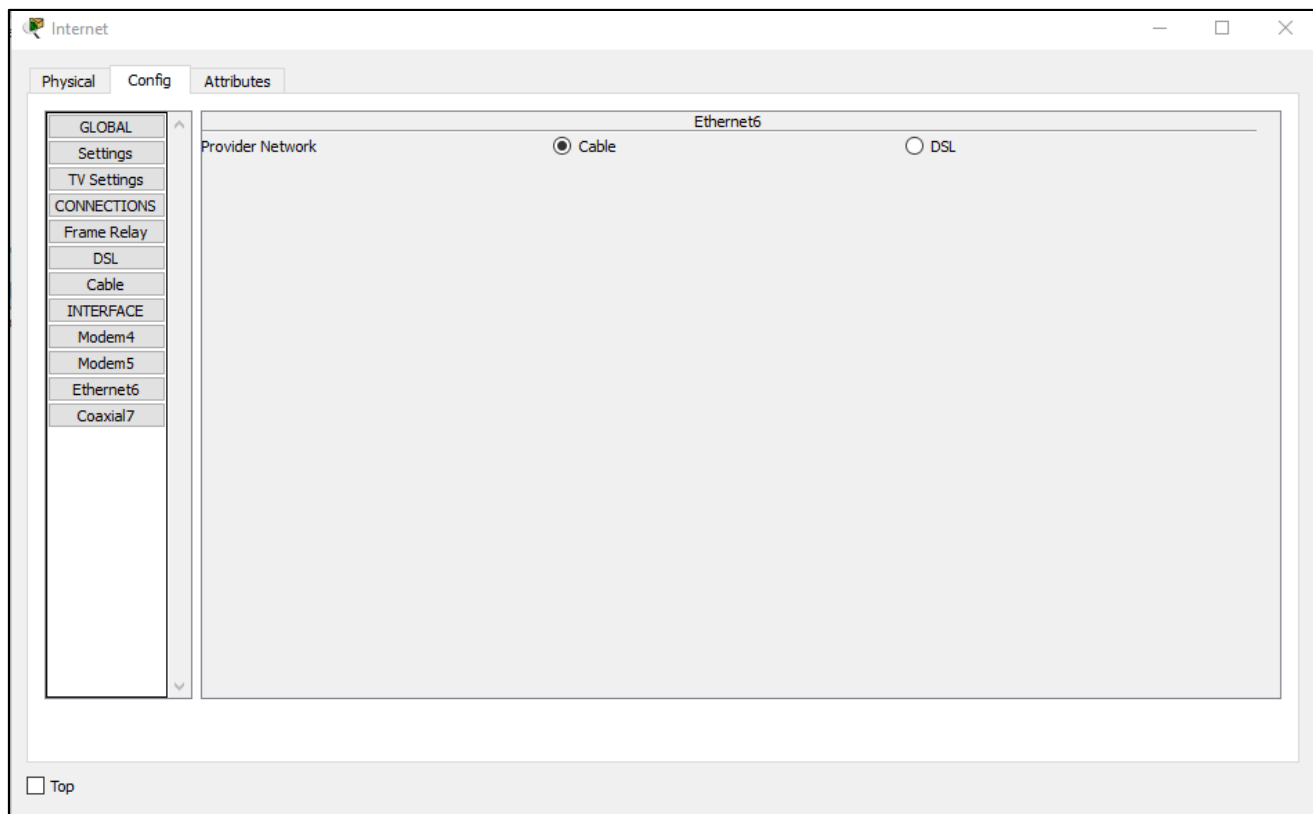 Internet
Physical Config Attributes
GLOBAL
Settings
TV Settings
CONNECTIONS
Frame Relay
DSL
Cable
INTERFACE
Modem4
Modem5
Ethernet6
Coaxial7
Ethernet6
Provider Network Cable DSL
Top